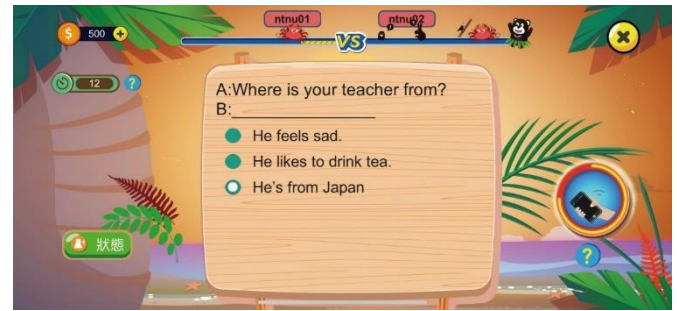 ntnu01
ntnu02
500
VS
12
?
A:Where is your teacher from?
B:_______________
He feels sad.
He likes to drink tea.
He's from Japan
狀態
?